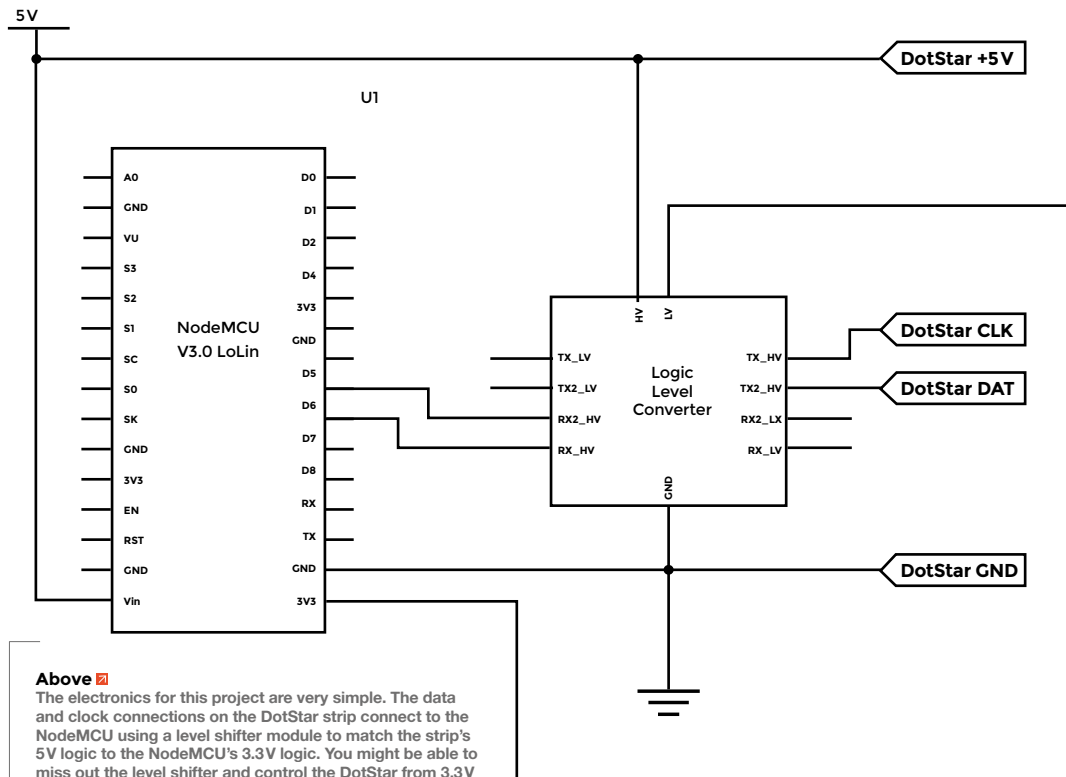 5V
DotStar +5V
U1
A0
GND
VU
S3
S2
S1
SC
S0
SK
GND
3V3
EN
RST
GND
Vin
NodeMCU
V3.0 LoLin
D0
D1
D2
D4
3V3
GND
D5
D6
D7
D8
RX
TX
GND
3V3
HV
LV
TX_LV
TX2_LV
RX2_HV
RX_HV
Logic
Level
Converter
TX_HV
TX2_HV
RX2_LX
RX_LV
GND
DotStar CLK
DotStar DAT
DotStar GND
Above
The electronics for this project are very simple. The data
and clock connections on the DotStar strip connect to the
NodeMCU using a level shifter module to match the strip's
5V logic to the NodeMCU's 3.3V logic. You might be able to
miss out the level shifter and control the DotStar from 3.3V